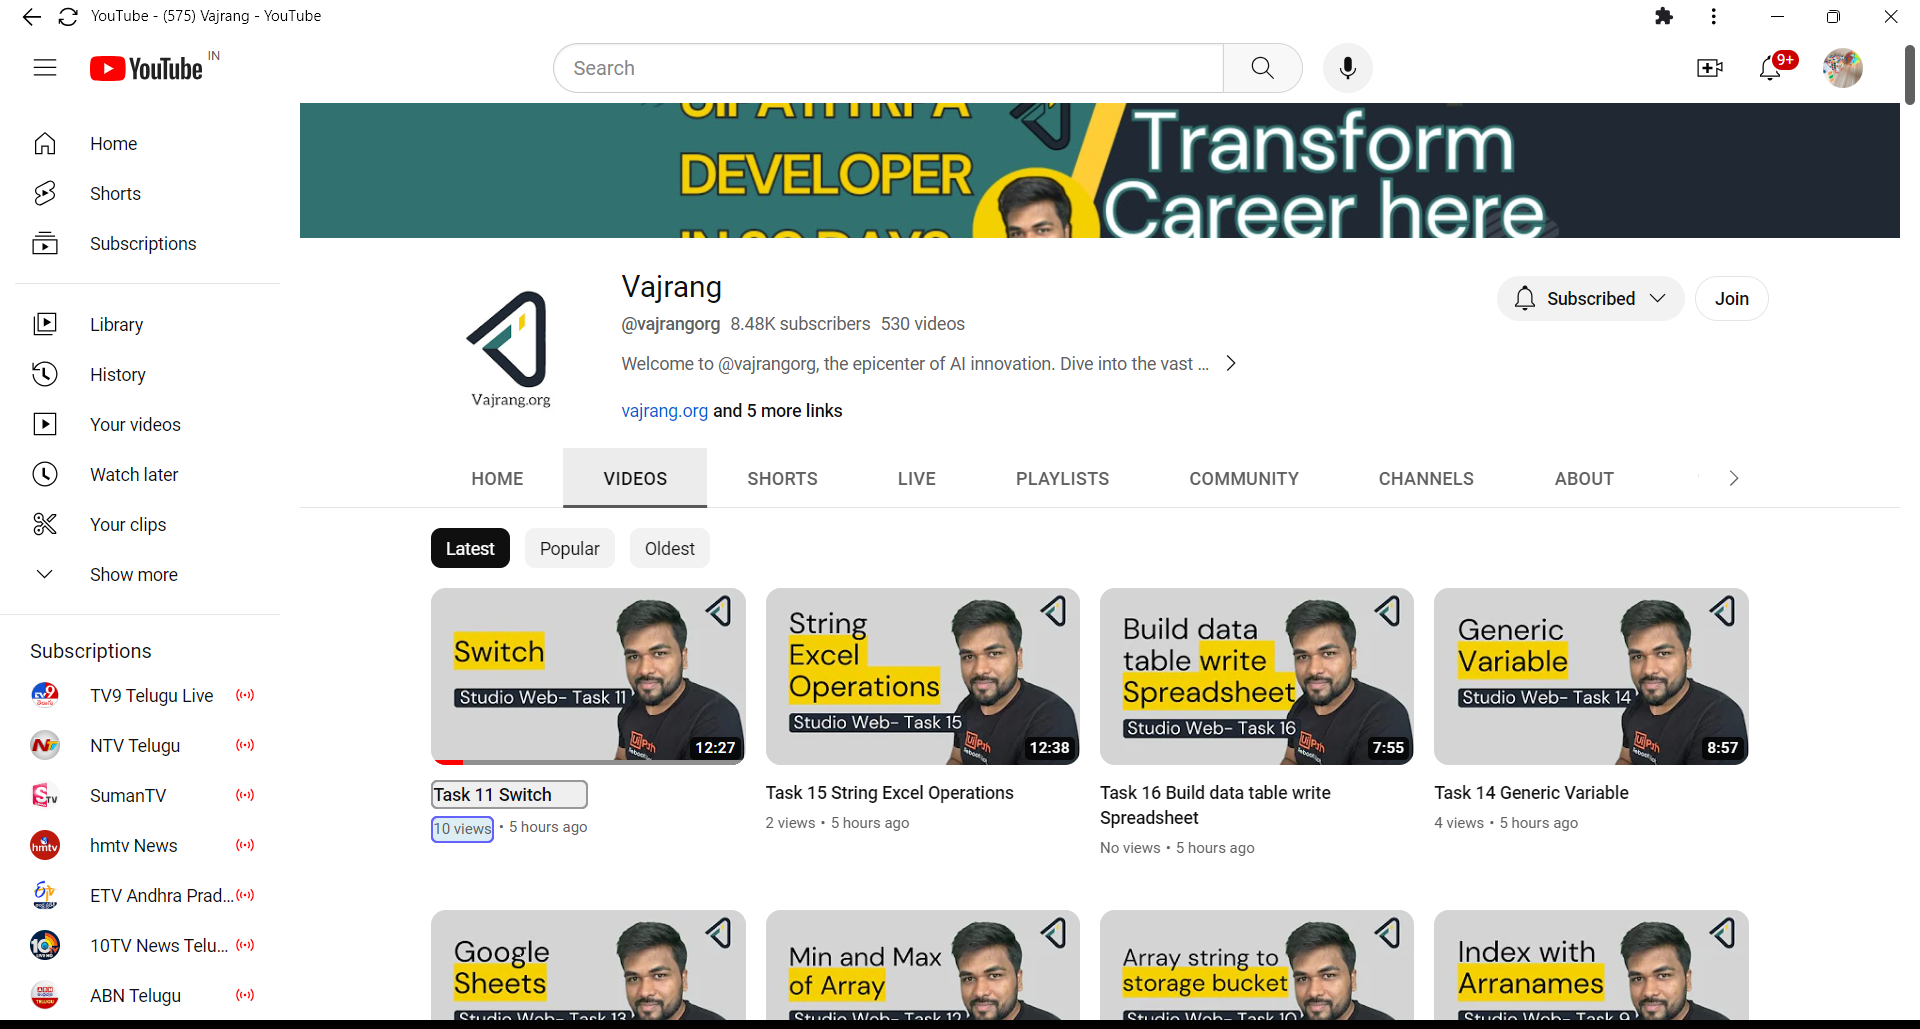 YouTube - (575) Vajrang - YouTube
YouTube IN
Search
9+
Home
Shorts
Subscriptions
Library
History
Your videos
Watch later
Your clips
Show more
Subscriptions
TV9 Telugu Live
NTV Telugu
SumanTV
hmtv News
ETV Andhra Prad...
10TV News Telu...
ABN Telugu
DEVELOPER
Transform
Career here
Vajrang.org
Vajrang
@vajrangorg 8.48K subscribers 530 videos
Welcome to @vajrangorg, the epicenter of AI innovation. Dive into the vast ...
vajrang.org and 5 more links
Subscribed
Join
HOME VIDEOS SHORTS LIVE PLAYLISTS COMMUNITY CHANNELS ABOUT
Latest Popular Oldest
Switch
Studio Web- Task 11
12:27
Task 11 Switch
10 views • 5 hours ago
String
Excel
Operations
Studio Web- Task 15
12:38
Task 15 String Excel Operations
2 views • 5 hours ago
Build data
table write
Spreadsheet
Studio Web- Task 16
7:55
Task 16 Build data table write
Spreadsheet
No views • 5 hours ago
Generic
Variable
Studio Web- Task 14
8:57
Task 14 Generic Variable
4 views • 5 hours ago
Google
Sheets
Studio Web- Task 13
Min and Max
of Array
Studio Web- Task 12
Array string to
storage bucket
Studio Web- Task 10
Index with
Arranames
Studio Web- Task 9